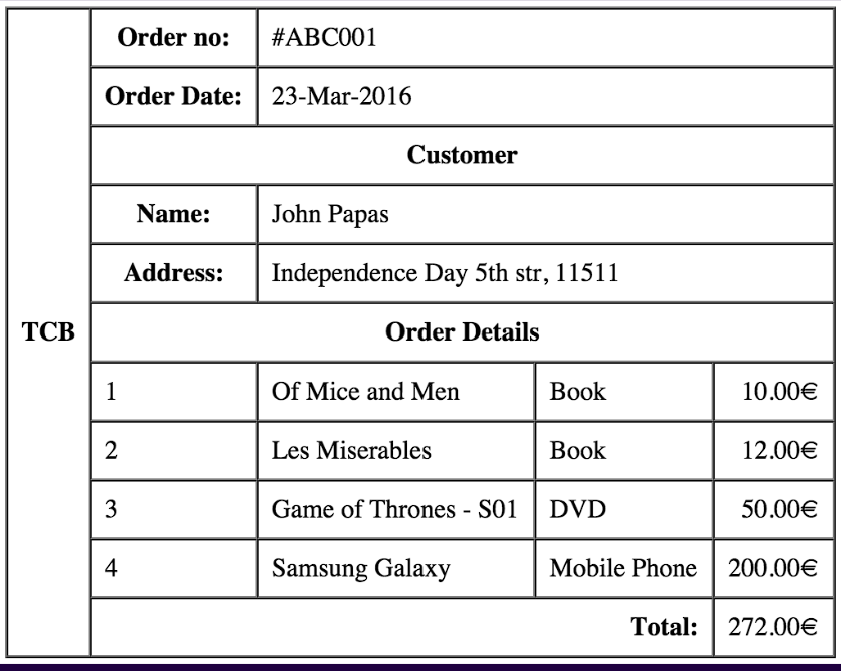 Order no: #ABC001
Order Date: 23-Mar-2016
Customer
Name: John Papas
Address: Independence Day 5th str, 11511
TCB
Order Details
1 Of Mice and Men Book 10.00€
2 Les Miserables Book 12.00€
3 Game of Thrones - S01 DVD 50.00€
4 Samsung Galaxy Mobile Phone 200.00€
Total: 272.00€